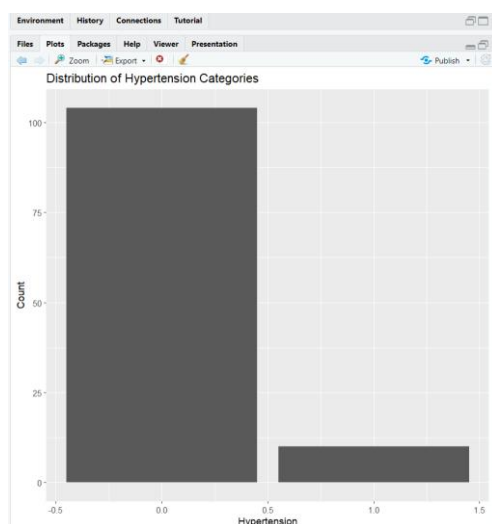 Environment History Connections Tutorial
Files Plots Packages Help Viewer Presentation
Zoom Export Publish
Distribution of Hypertension Categories
100
75
50
25
0
Count
-0.5 0.0 0.5 1.0 1.5
Hypertension